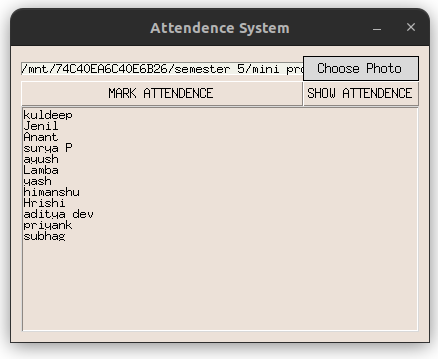 Attendence System
/mnt/74C40EA6C40E6B26/semester 5/mini pro
Choose Photo
MARK ATTENDENCE
SHOW ATTENDENCE
kuldeep
Jenil
Anant
surya P
ayush
Lamba
yash
himanshu
Hrishi
aditya dev
priyank
subhag